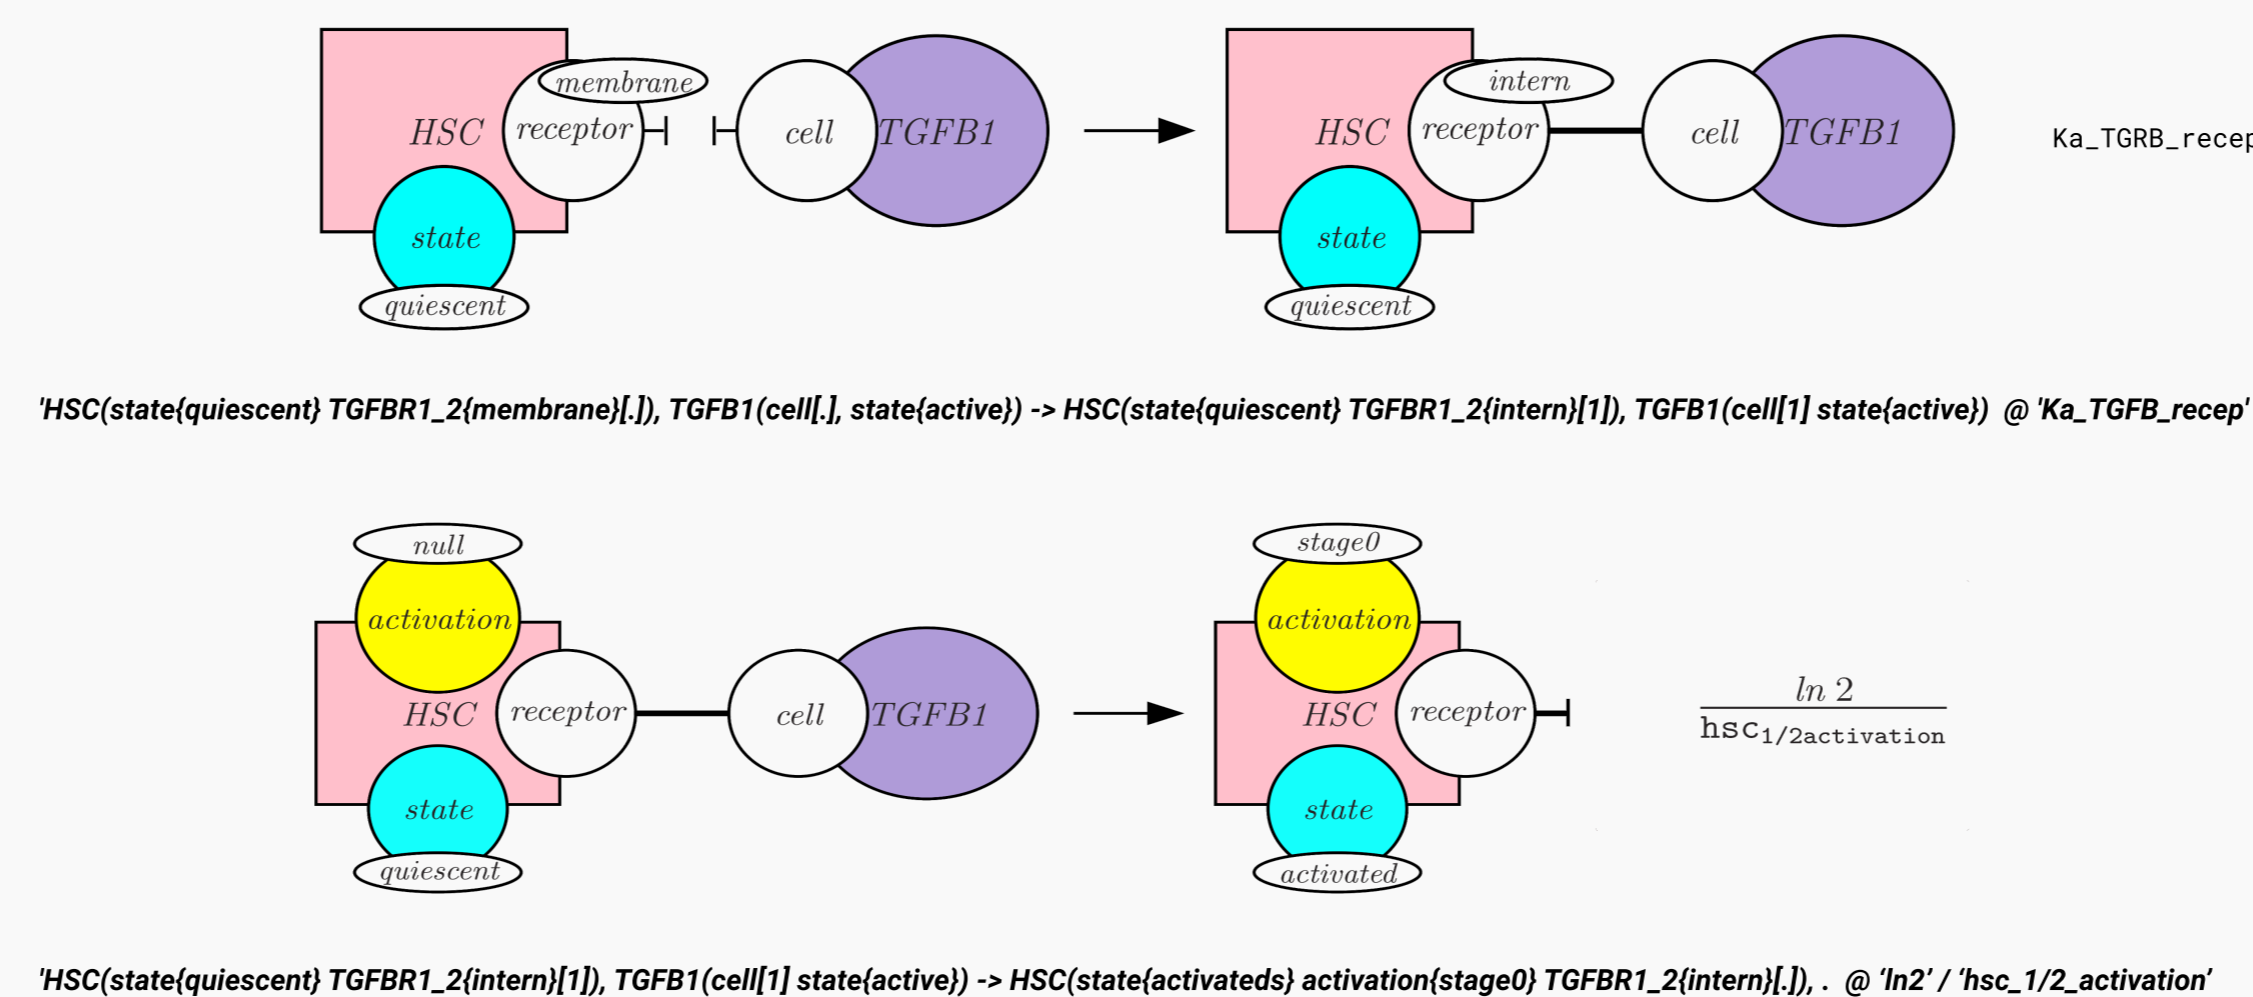 membrane
intern
HSC receptor cell TGFB1 HSC receptor cell TGFB1 Ka_TGRB_recep
state state
quiescent quiescent
'HSC(state{quiescent} TGFBR1_2{membrane}[.]), TGFB1(cell[.], state{active}) -> HSC(state{quiescent} TGFBR1_2{intern}[1]), TGFB1(cell[1] state{active}) @ 'Ka_TGFB_recep'
null stage0
activation activation
HSC receptor cell TGFB1 HSC receptor
ln 2
hsc1/2activation
state state
quiescent activated
'HSC(state{quiescent} TGFBR1_2{intern}[1]), TGFB1(cell[1] state{active}) -> HSC(state{activateds} activation{stage0} TGFBR1_2{intern}[.]), . @ ‘ln2’ / ‘hsc_1/2_activation’